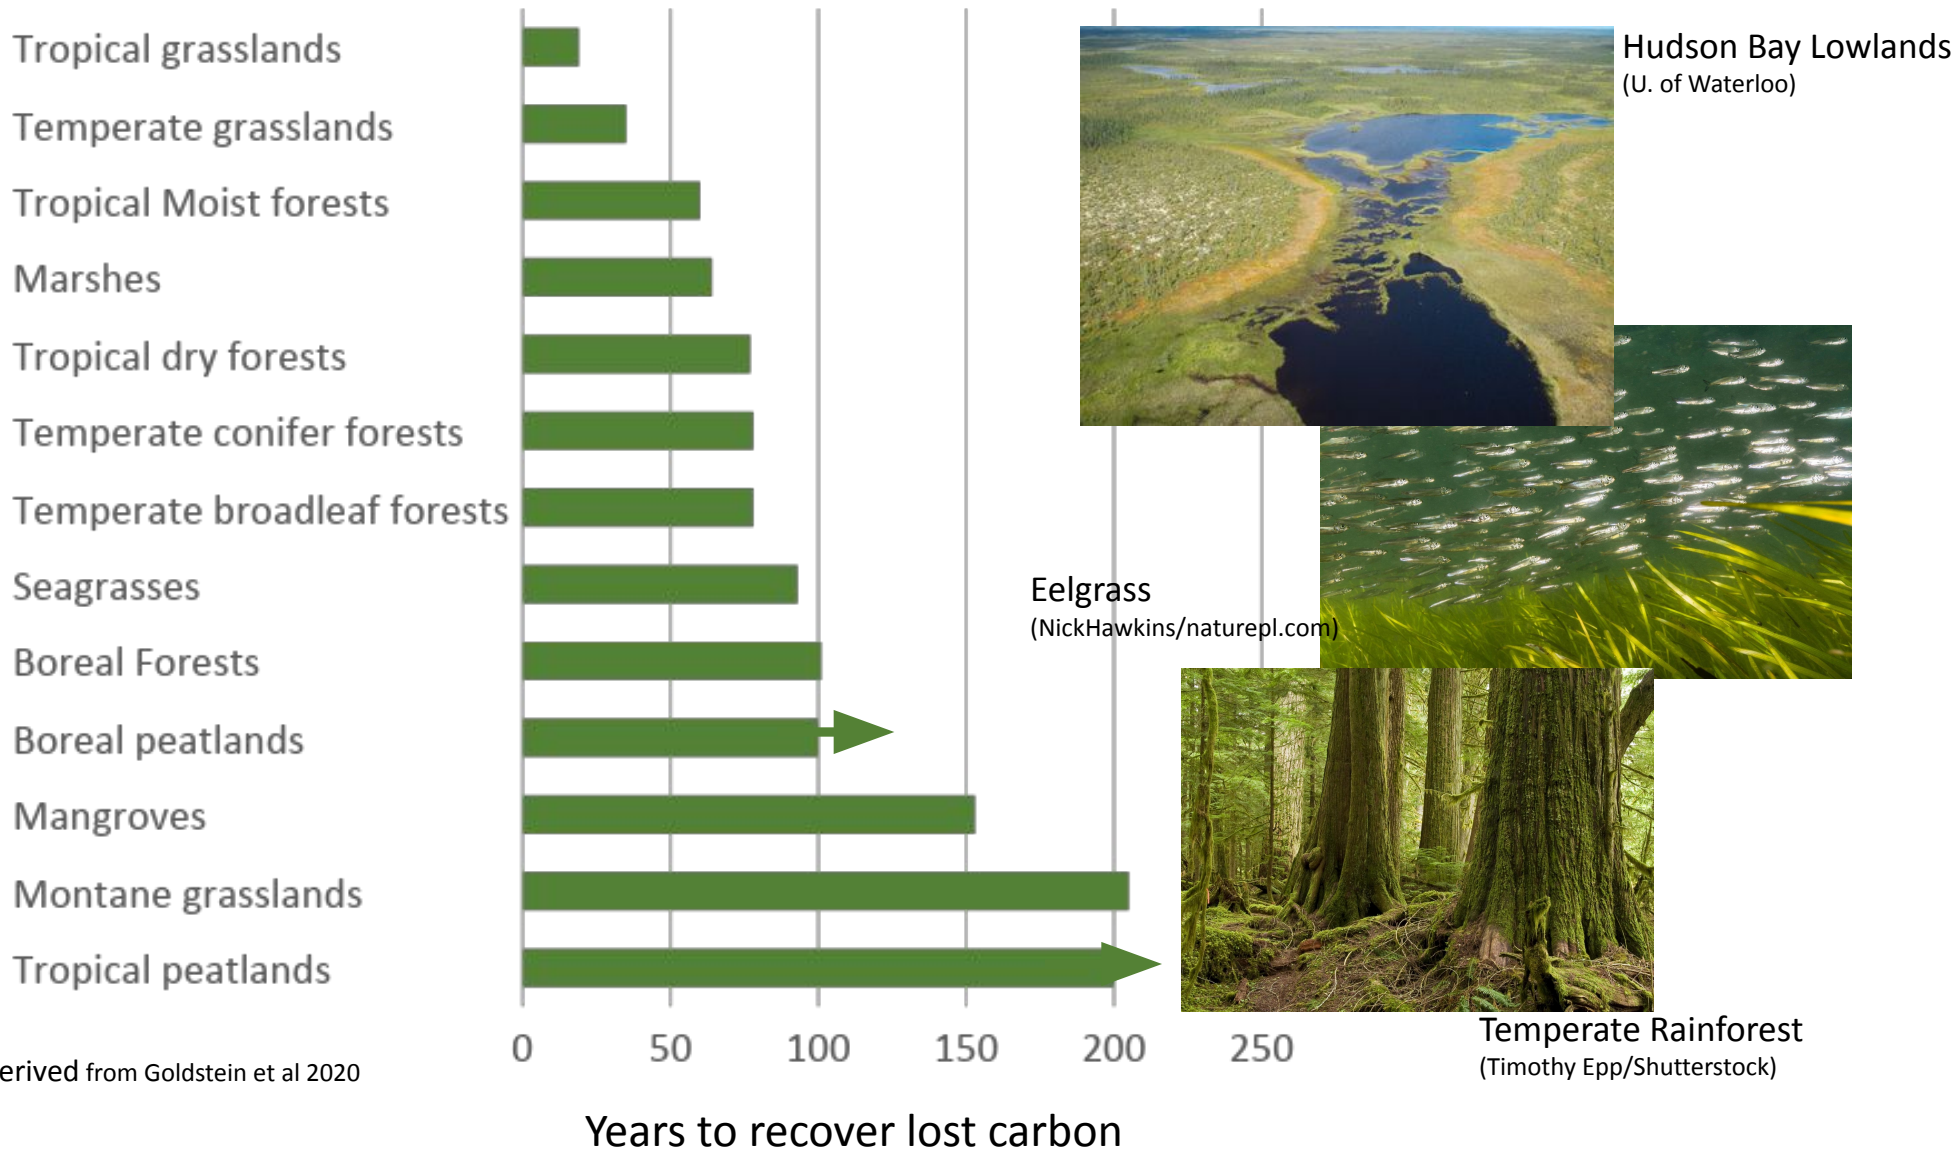 Tropical grasslands
Temperate grasslands
Tropical Moist forests
Marshes
Tropical dry forests
Temperate conifer forests
Temperate broadleaf forests
Seagrasses
Boreal Forests
Boreal peatlands
Mangroves
Montane grasslands
Tropical peatlands
0 50 100 150 200 250
Years to recover lost carbon
erived from Goldstein et al 2020
Hudson Bay Lowlands
(U. of Waterloo)
Eelgrass
(NickHawkins/naturepl.com)
Temperate Rainforest
(Timothy Epp/Shutterstock)